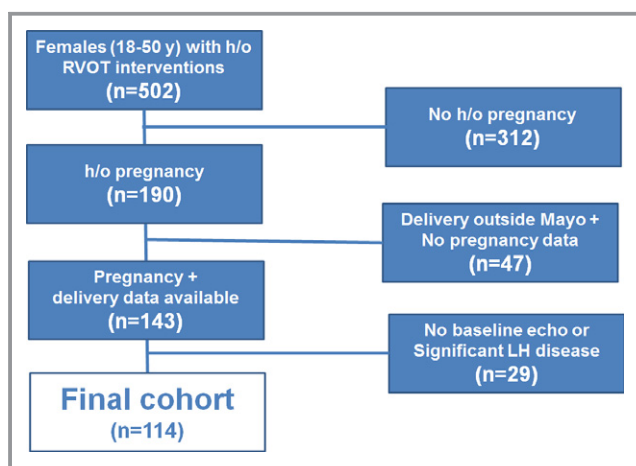 Females (18-50 y) with h/o
RVOT interventions
(n=502)
No h/o pregnancy
(n=312)
h/o pregnancy
(n=190)
Delivery outside Mayo +
No pregnancy data
(n=47)
Pregnancy +
delivery data available
(n=143)
No baseline echo or
Significant LH disease
(n=29)
Final cohort
(n=114)